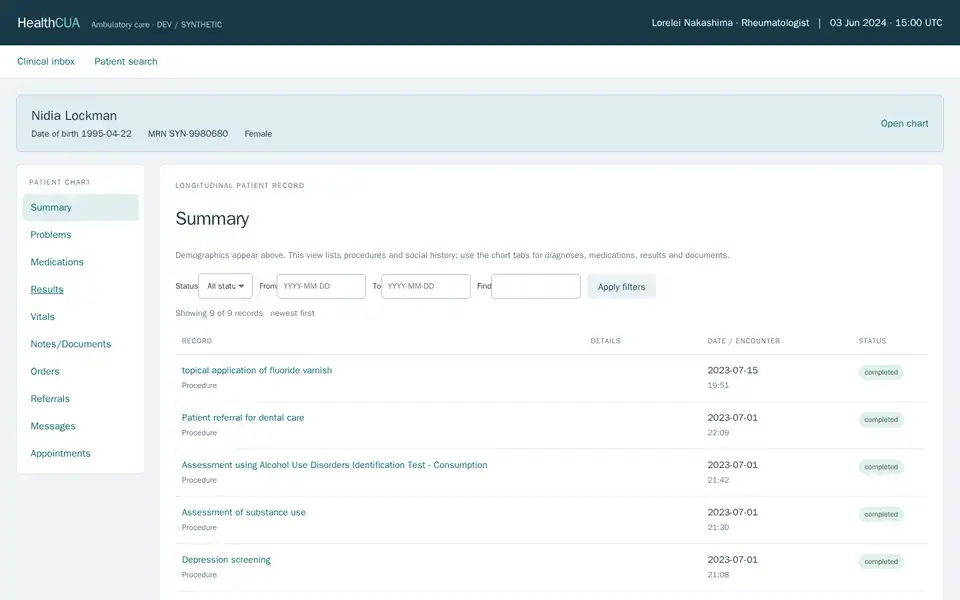 HealthCUA Ambulatory care · DEV / SYNTHETIC Lorelei Nakashima · Rheumatologist | 03 Jun 2024 · 15:00 UTC
Clinical inbox Patient search
Nidia Lockman
Date of birth 1995-04-22 MRN SYN-9980680 Female
Open chart
PATIENT CHART
Summary
Problems
Medications
Results
Vitals
Notes/Documents
Orders
Referrals
Messages
Appointments
LONGITUDINAL PATIENT RECORD
Summary
Demographics appear above. This view lists procedures and social history; use the chart tabs for diagnoses, medications, results and documents.
Status All statu From YYYY-MM-DD To YYYY-MM-DD Find Apply filters
Showing 9 of 9 records newest first
RECORD DETAILS DATE / ENCOUNTER STATUS
topical application of fluoride varnish 2023-07-15 completed
Procedure 19:51
Patient referral for dental care 2023-07-01 completed
Procedure 22:09
Assessment using Alcohol Use Disorders Identification Test - Consumption 2023-07-01 completed
Procedure 21:42
Assessment of substance use 2023-07-01 completed
Procedure 21:30
Depression screening 2023-07-01 completed
Procedure 21:08